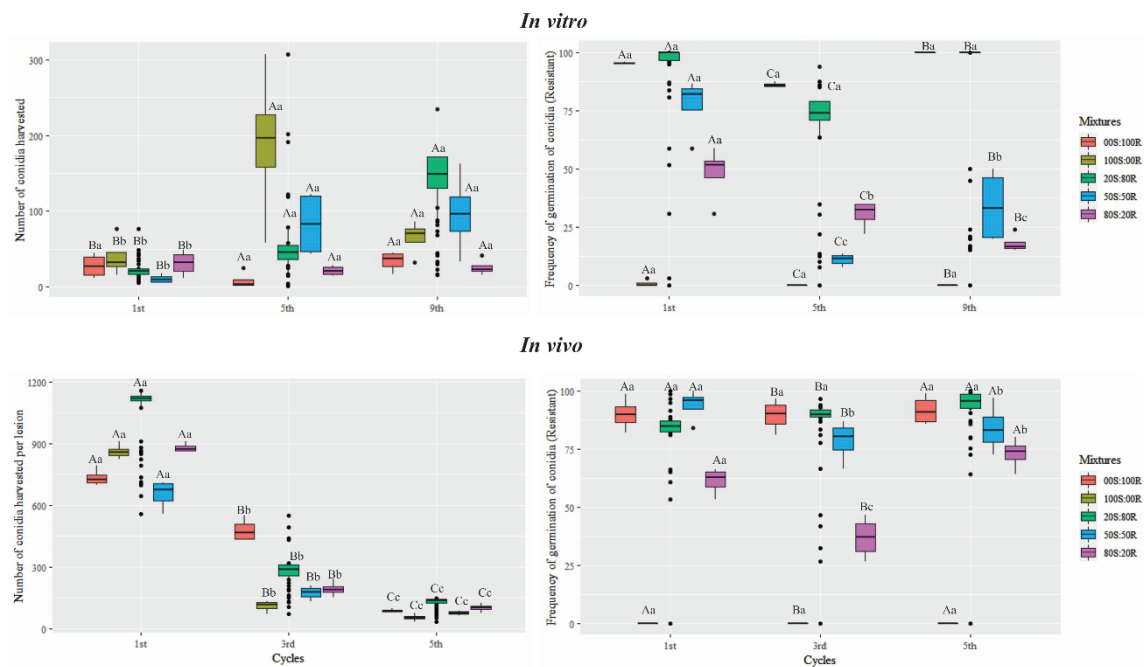 In vitro
Number of conidia harvested
300
200
100
0
Ba Bb Bb Bb Bb
Aa Aa Aa Aa Aa
Aa Aa Aa Aa Aa
1st 5th 9th
Frequency of germination of conidia (Resistant)
100
75
50
25
0
Aa Aa Aa Aa Aa
Ca Ca Ca Cc Cb
Ba Ba Ba Bb Bc
1st 5th 9th
Mixtures
00S:100R
100S:00R
20S:80R
50S:50R
80S:20R
In vivo
Number of conidia harvested per lesion
1200
900
600
300
0
Aa Aa Aa Aa Aa
Bb Bb Bb Bb Bb
Cc Cc Cc Cc Cc
1st 3rd 5th
Cycles
Frequency of germination of conidia (Resistant)
100
75
50
25
0
Aa Aa Aa Aa Aa
Ba Ba Ba Bb Bc
Aa Aa Aa Ab Ab
1st 3rd 5th
Cycles
Mixtures
00S:100R
100S:00R
20S:80R
50S:50R
80S:20R